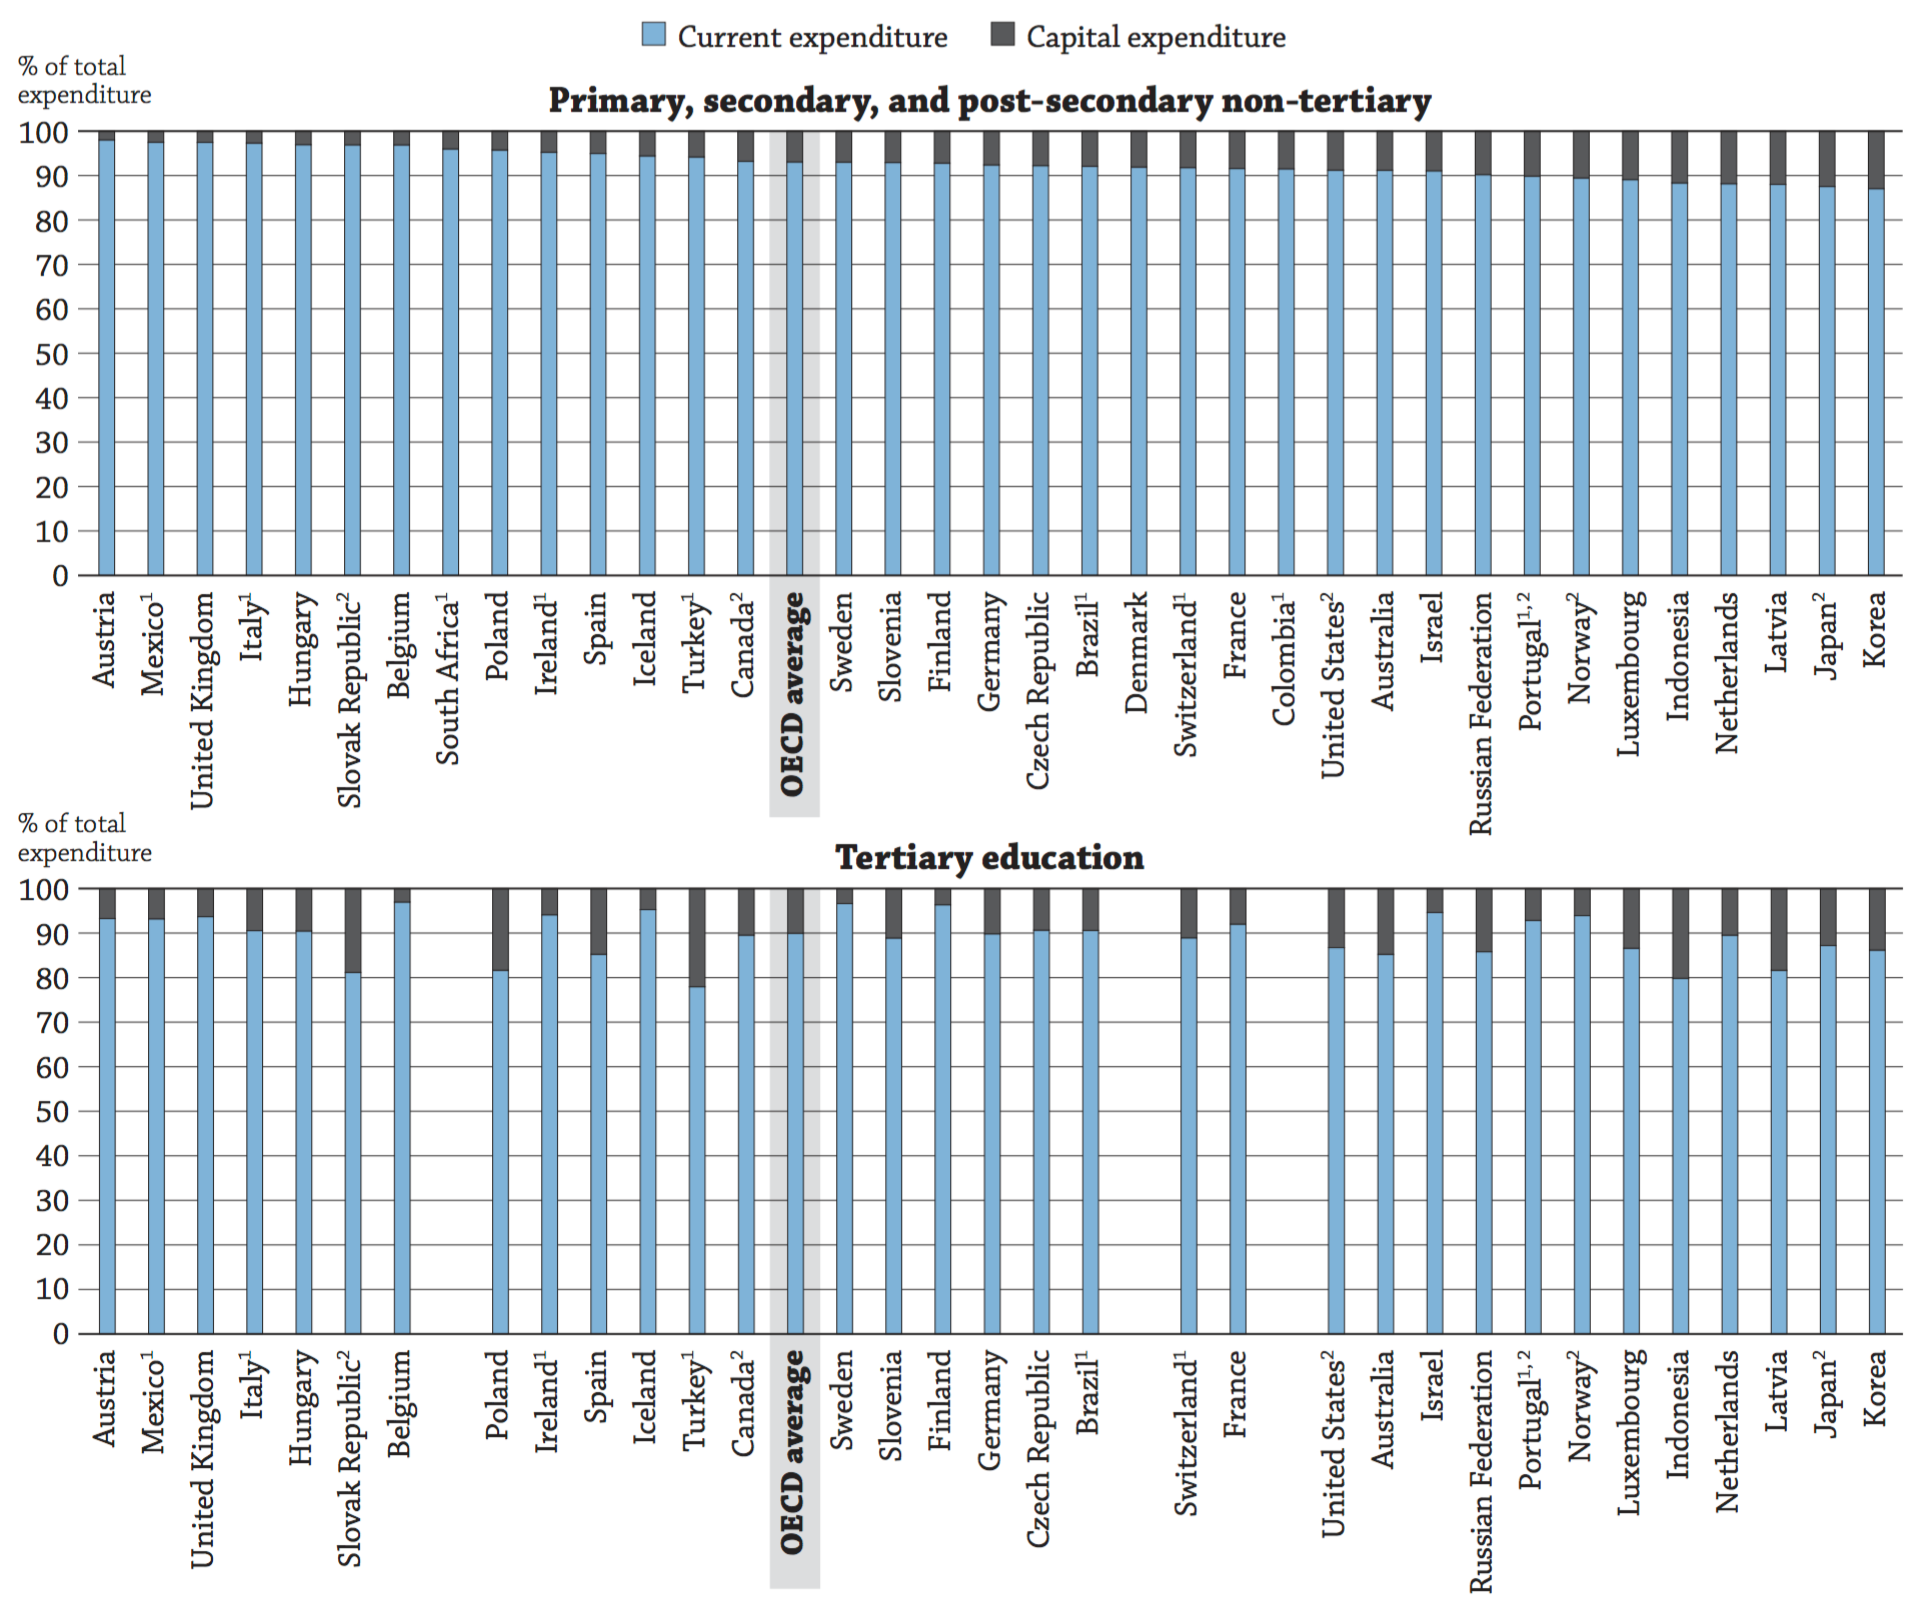 Current expenditure
Capital expenditure
% of total
expenditure
Primary, secondary, and post-secondary non-tertiary
100
90
80
70
60
50
40
30
20
10
0
Austria
Mexico¹
United Kingdom
Italy¹
Hungary
Slovak Republic²
Belgium
South Africa¹
Poland
Ireland¹
Spain
Iceland
Turkey¹
Canada²
OECD average
Sweden
Slovenia
Finland
Germany
Czech Republic
Brazil¹
Denmark
Switzerland¹
France
Colombia¹
United States²
Australia
Israel
Russian Federation
Portugal¹,²
Norway²
Luxembourg
Indonesia
Netherlands
Latvia
Japan²
Korea
% of total
expenditure
Tertiary education
100
90
80
70
60
50
40
30
20
10
0
Austria
Mexico¹
United Kingdom
Italy¹
Hungary
Slovak Republic²
Belgium
Poland
Ireland¹
Spain
Iceland
Turkey¹
Canada²
OECD average
Sweden
Slovenia
Finland
Germany
Czech Republic
Brazil¹
Switzerland¹
France
United States²
Australia
Israel
Russian Federation
Portugal¹,²
Norway²
Luxembourg
Indonesia
Netherlands
Latvia
Japan²
Korea